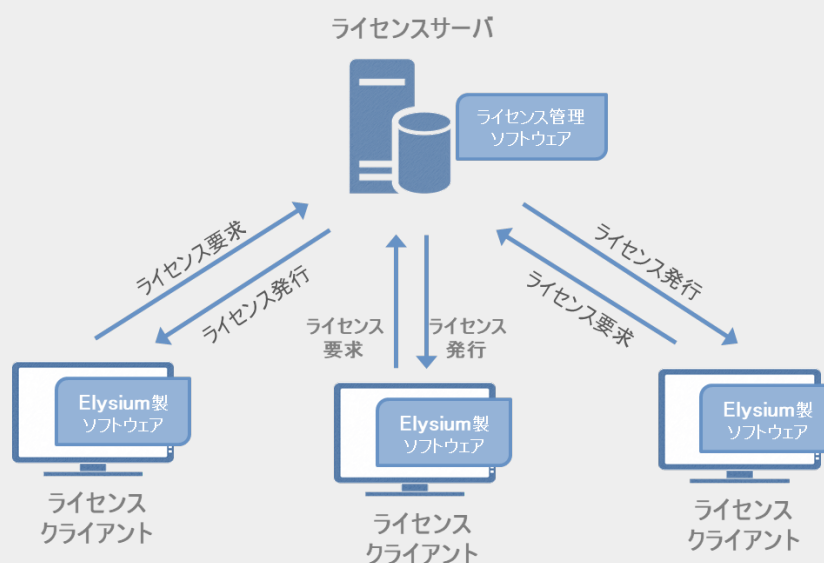 ライセンスサーバ
ライセンス管理
ソフトウェア
ライセンス要求
ライセンス発行
ライセンス
要求
ライセンス
発行
ライセンス発行
ライセンス要求
Elysium製
ソフトウェア
ライセンス
クライアント
Elysium製
ソフトウェア
ライセンス
クライアント
Elysium製
ソフトウェア
ライセンス
クライアント